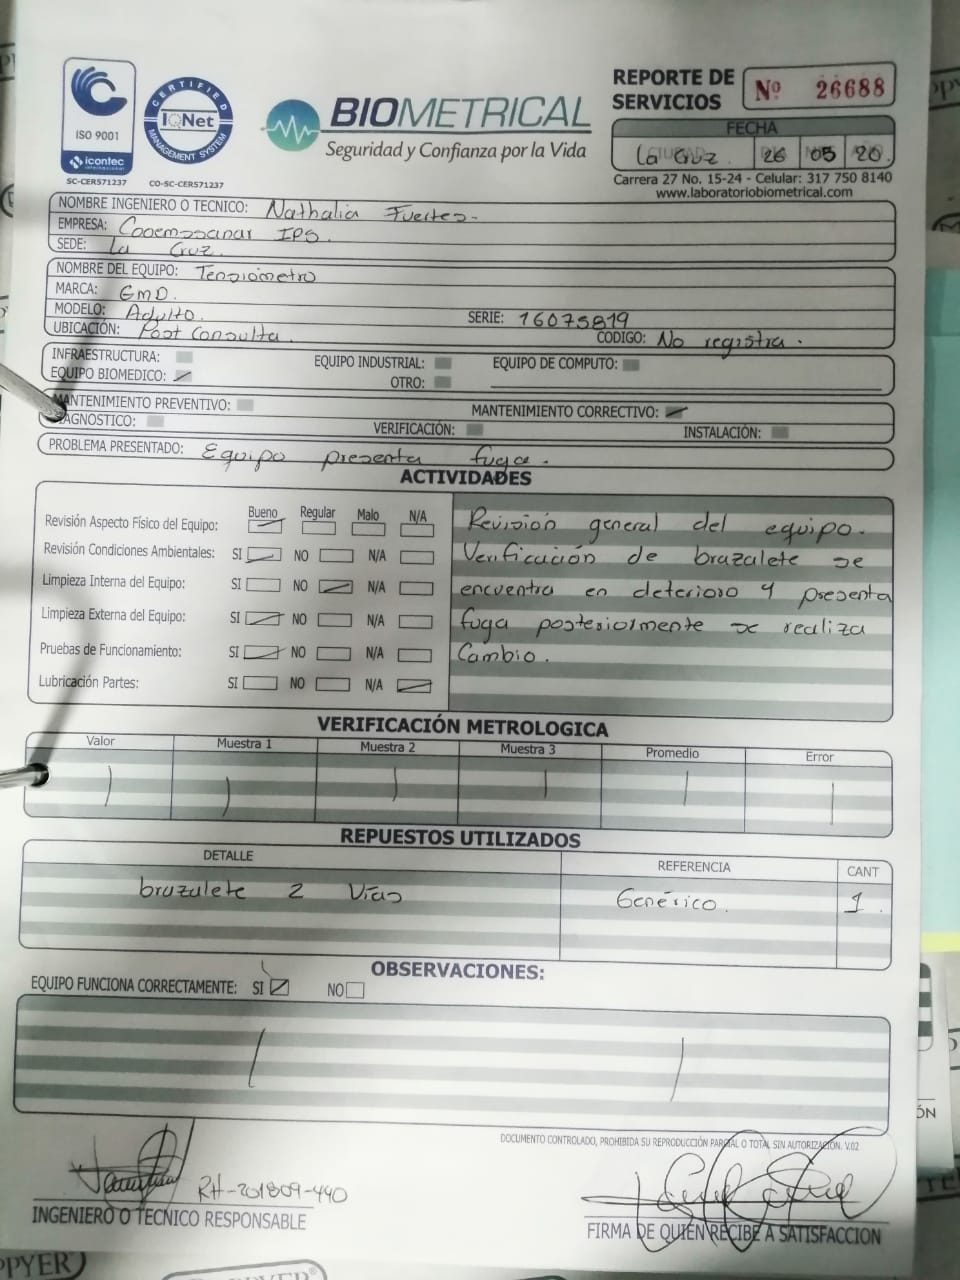 ISO 9001
icontec
SC-CER571237
CERTIFIED
IQNet
MANAGEMENT SYSTEM
CO-SC-CER571237
BIOMETRICAL
Seguridad y Confianza por la Vida
REPORTE DE SERVICIOS
Nº 26688
FECHA
La Cruz. 26 05 20.
Carrera 27 No. 15-24 - Celular: 317 750 8140
www.laboratoriobiometrical.com
NOMBRE INGENIERO O TECNICO: Nathalia Fuertes-
EMPRESA: Cooemssanar IPS.
SEDE: La Cruz.
NOMBRE DEL EQUIPO: Tensiómetro
MARCA: GMD.
MODELO: Adulto. SERIE: 16075819
UBICACIÓN: Post Consulta. CODIGO: No registra.
INFRAESTRUCTURA: EQUIPO INDUSTRIAL: EQUIPO DE COMPUTO:
EQUIPO BIOMEDICO: OTRO:
MANTENIMIENTO PREVENTIVO: MANTENIMIENTO CORRECTIVO:
DIAGNOSTICO: VERIFICACIÓN: INSTALACIÓN:
PROBLEMA PRESENTADO: Equipo presenta fuga.
ACTIVIDADES
Bueno Regular Malo N/A
Revisión Aspecto Físico del Equipo:
Revisión Condiciones Ambientales: SI NO N/A
Limpieza Interna del Equipo: SI NO N/A
Limpieza Externa del Equipo: SI NO N/A
Pruebas de Funcionamiento: SI NO N/A
Lubricación Partes: SI NO N/A
Revisión general del equipo.
Verificación de brazalete se
encuentra en deterioro y presenta
fuga posteriormente se realiza
Cambio.
VERIFICACIÓN METROLOGICA
Valor Muestra 1 Muestra 2 Muestra 3 Promedio Error
REPUESTOS UTILIZADOS
DETALLE REFERENCIA CANT
brazalete 2 Vías Genérico. 1.
OBSERVACIONES:
EQUIPO FUNCIONA CORRECTAMENTE: SI NO
DOCUMENTO CONTROLADO, PROHIBIDA SU REPRODUCCIÓN PARCIAL O TOTAL SIN AUTORIZACIÓN. V.02
RH-201809-440
INGENIERO O TECNICO RESPONSABLE
FIRMA DE QUIEN RECIBE A SATISFACCION